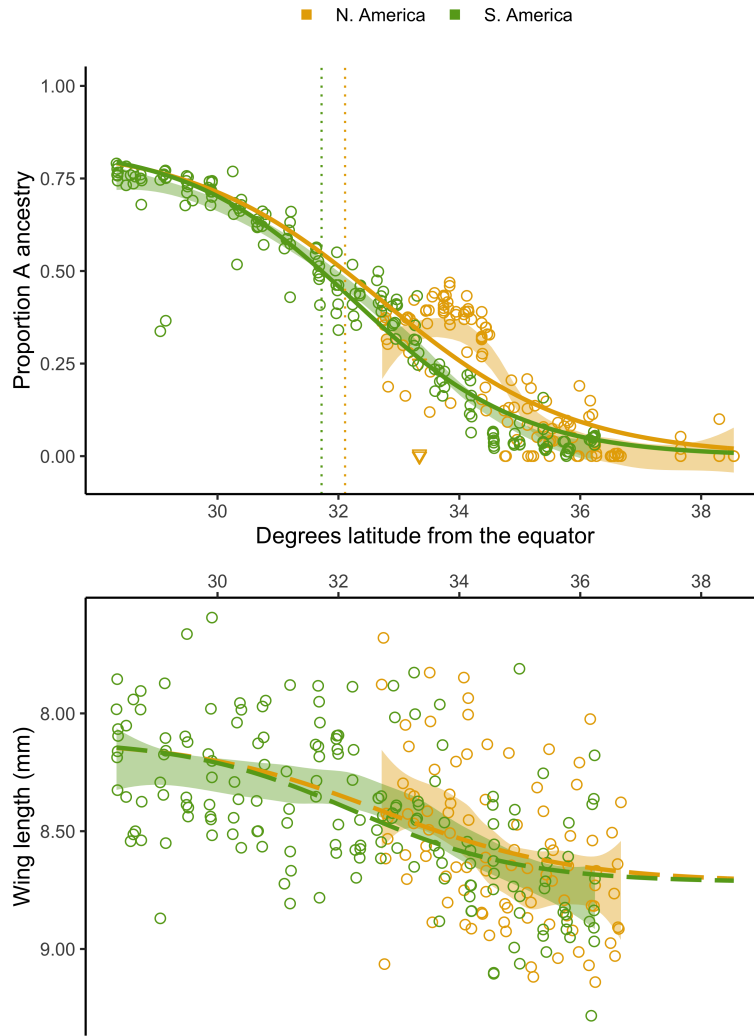 N. America S. America
1.00
0.75
0.50
0.25
0.00
Proportion A ancestry
30 32 34 36 38
Degrees latitude from the equator
30 32 34 36 38
8.00
8.50
9.00
Wing length (mm)